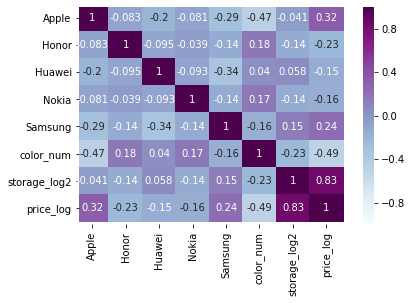 Apple 1 -0.083 -0.2 -0.081 -0.29 -0.47 -0.041 0.32
Honor -0.083 1 -0.095 -0.039 -0.14 0.18 -0.14 -0.23
Huawei -0.2 -0.095 1 -0.093 -0.34 0.04 0.058 -0.15
Nokia -0.081 -0.039 -0.093 1 -0.14 0.17 -0.14 -0.16
Samsung -0.29 -0.14 -0.34 -0.14 1 -0.16 0.15 0.24
color_num -0.47 0.18 0.04 0.17 -0.16 1 -0.23 -0.49
storage_log2 -0.041 -0.14 0.058 -0.14 0.15 -0.23 1 0.83
price_log 0.32 -0.23 -0.15 -0.16 0.24 -0.49 0.83 1
Apple Honor Huawei Nokia Samsung color_num storage_log2 price_log
0.8
0.4
0.0
−0.4
−0.8